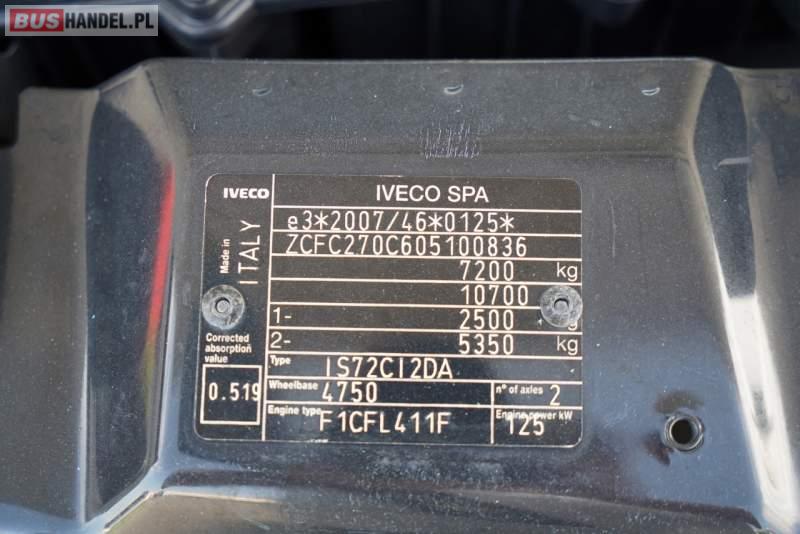 BUSHANDEL.PL
IVECO IVECO SPA
Made in ITALY
e3*2007/46*0125*
ZCFC270C605100836
7200 kg
10700
1- 2500 g
2- 5350 kg
Corrected absorption value
0.519
Type IS72CI2DA
Wheelbase 4750 n° of axles 2
Engine type F1CFL411F Engine power kW 125